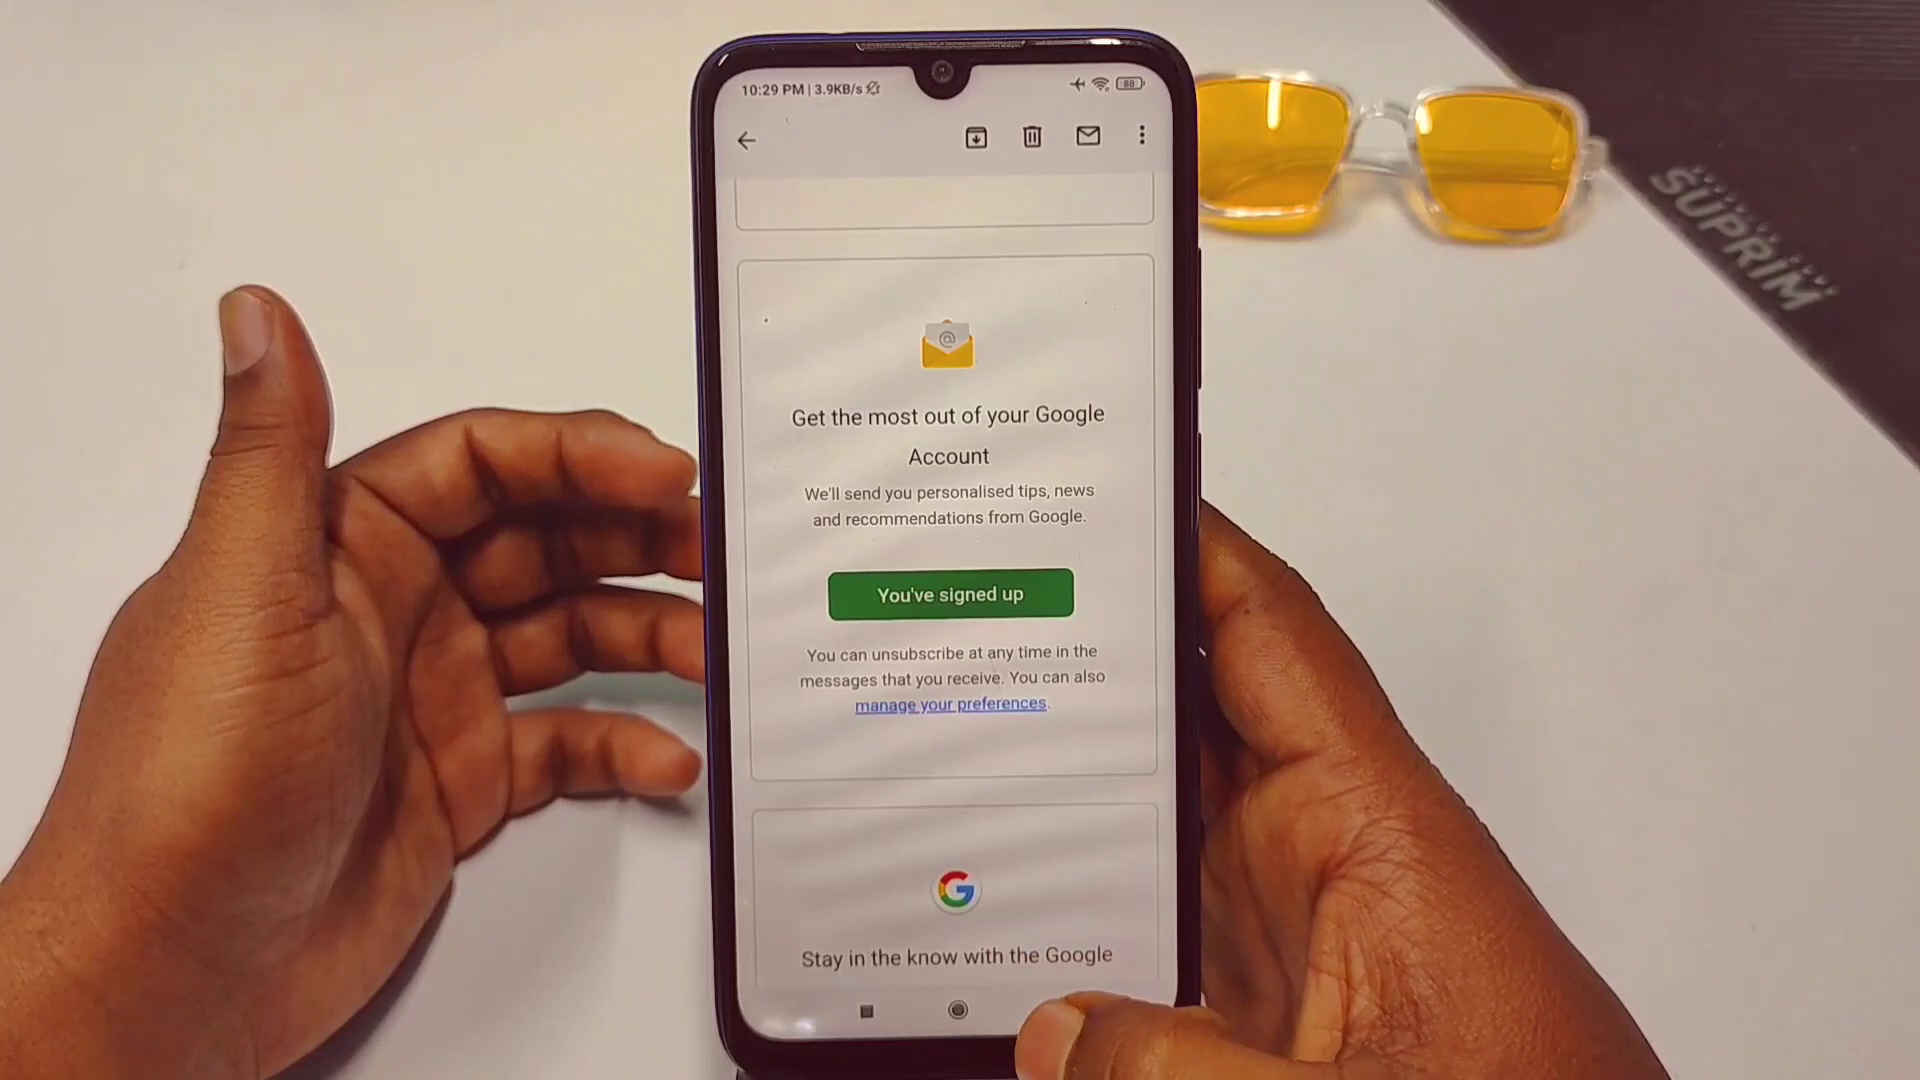 10:29 PM | 3.9KB/s
88
@
Get the most out of your Google
Account
We'll send you personalised tips, news
and recommendations from Google.
You've signed up
You can unsubscribe at any time in the
messages that you receive. You can also
manage your preferences.
G
Stay in the know with the Google
SUPRIM